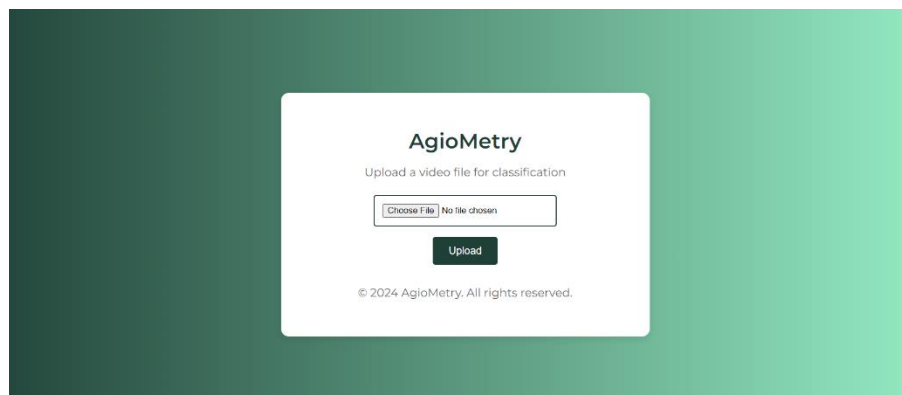 AgioMetry
Upload a video file for classification
Choose File No file chosen
Upload
© 2024 AgioMetry. All rights reserved.